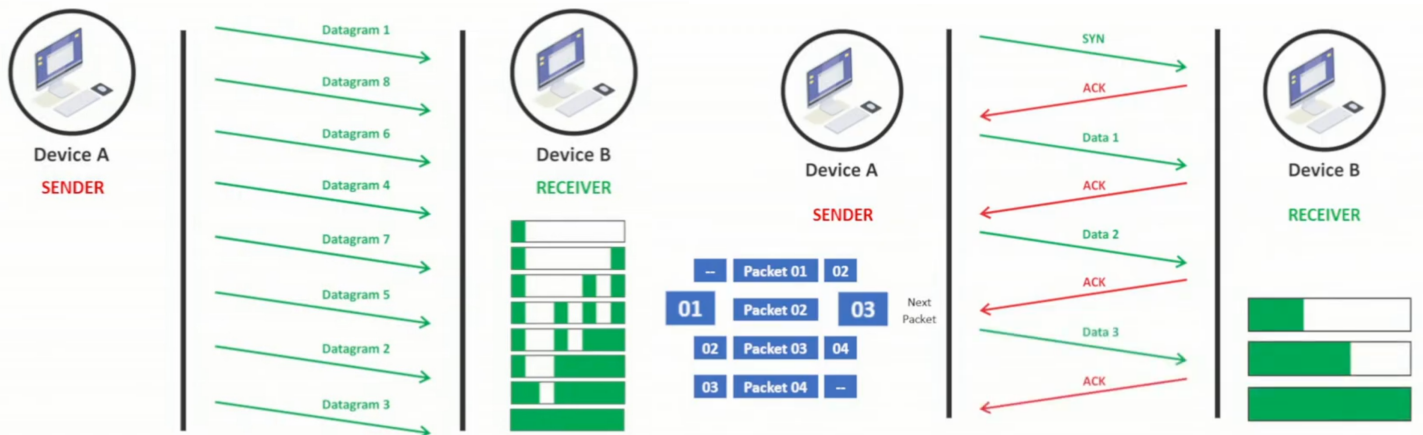 Datagram 1
Datagram 8
Datagram 6
Datagram 4
Datagram 7
Datagram 5
Datagram 2
Datagram 3
Device A
SENDER
Device B
RECEIVER
Device A
SENDER
-- Packet 01 02
01 Packet 02 03 Next
Packet
02 Packet 03 04
03 Packet 04 --
SYN
ACK
Data 1
ACK
Data 2
ACK
Data 3
ACK
Device B
RECEIVER